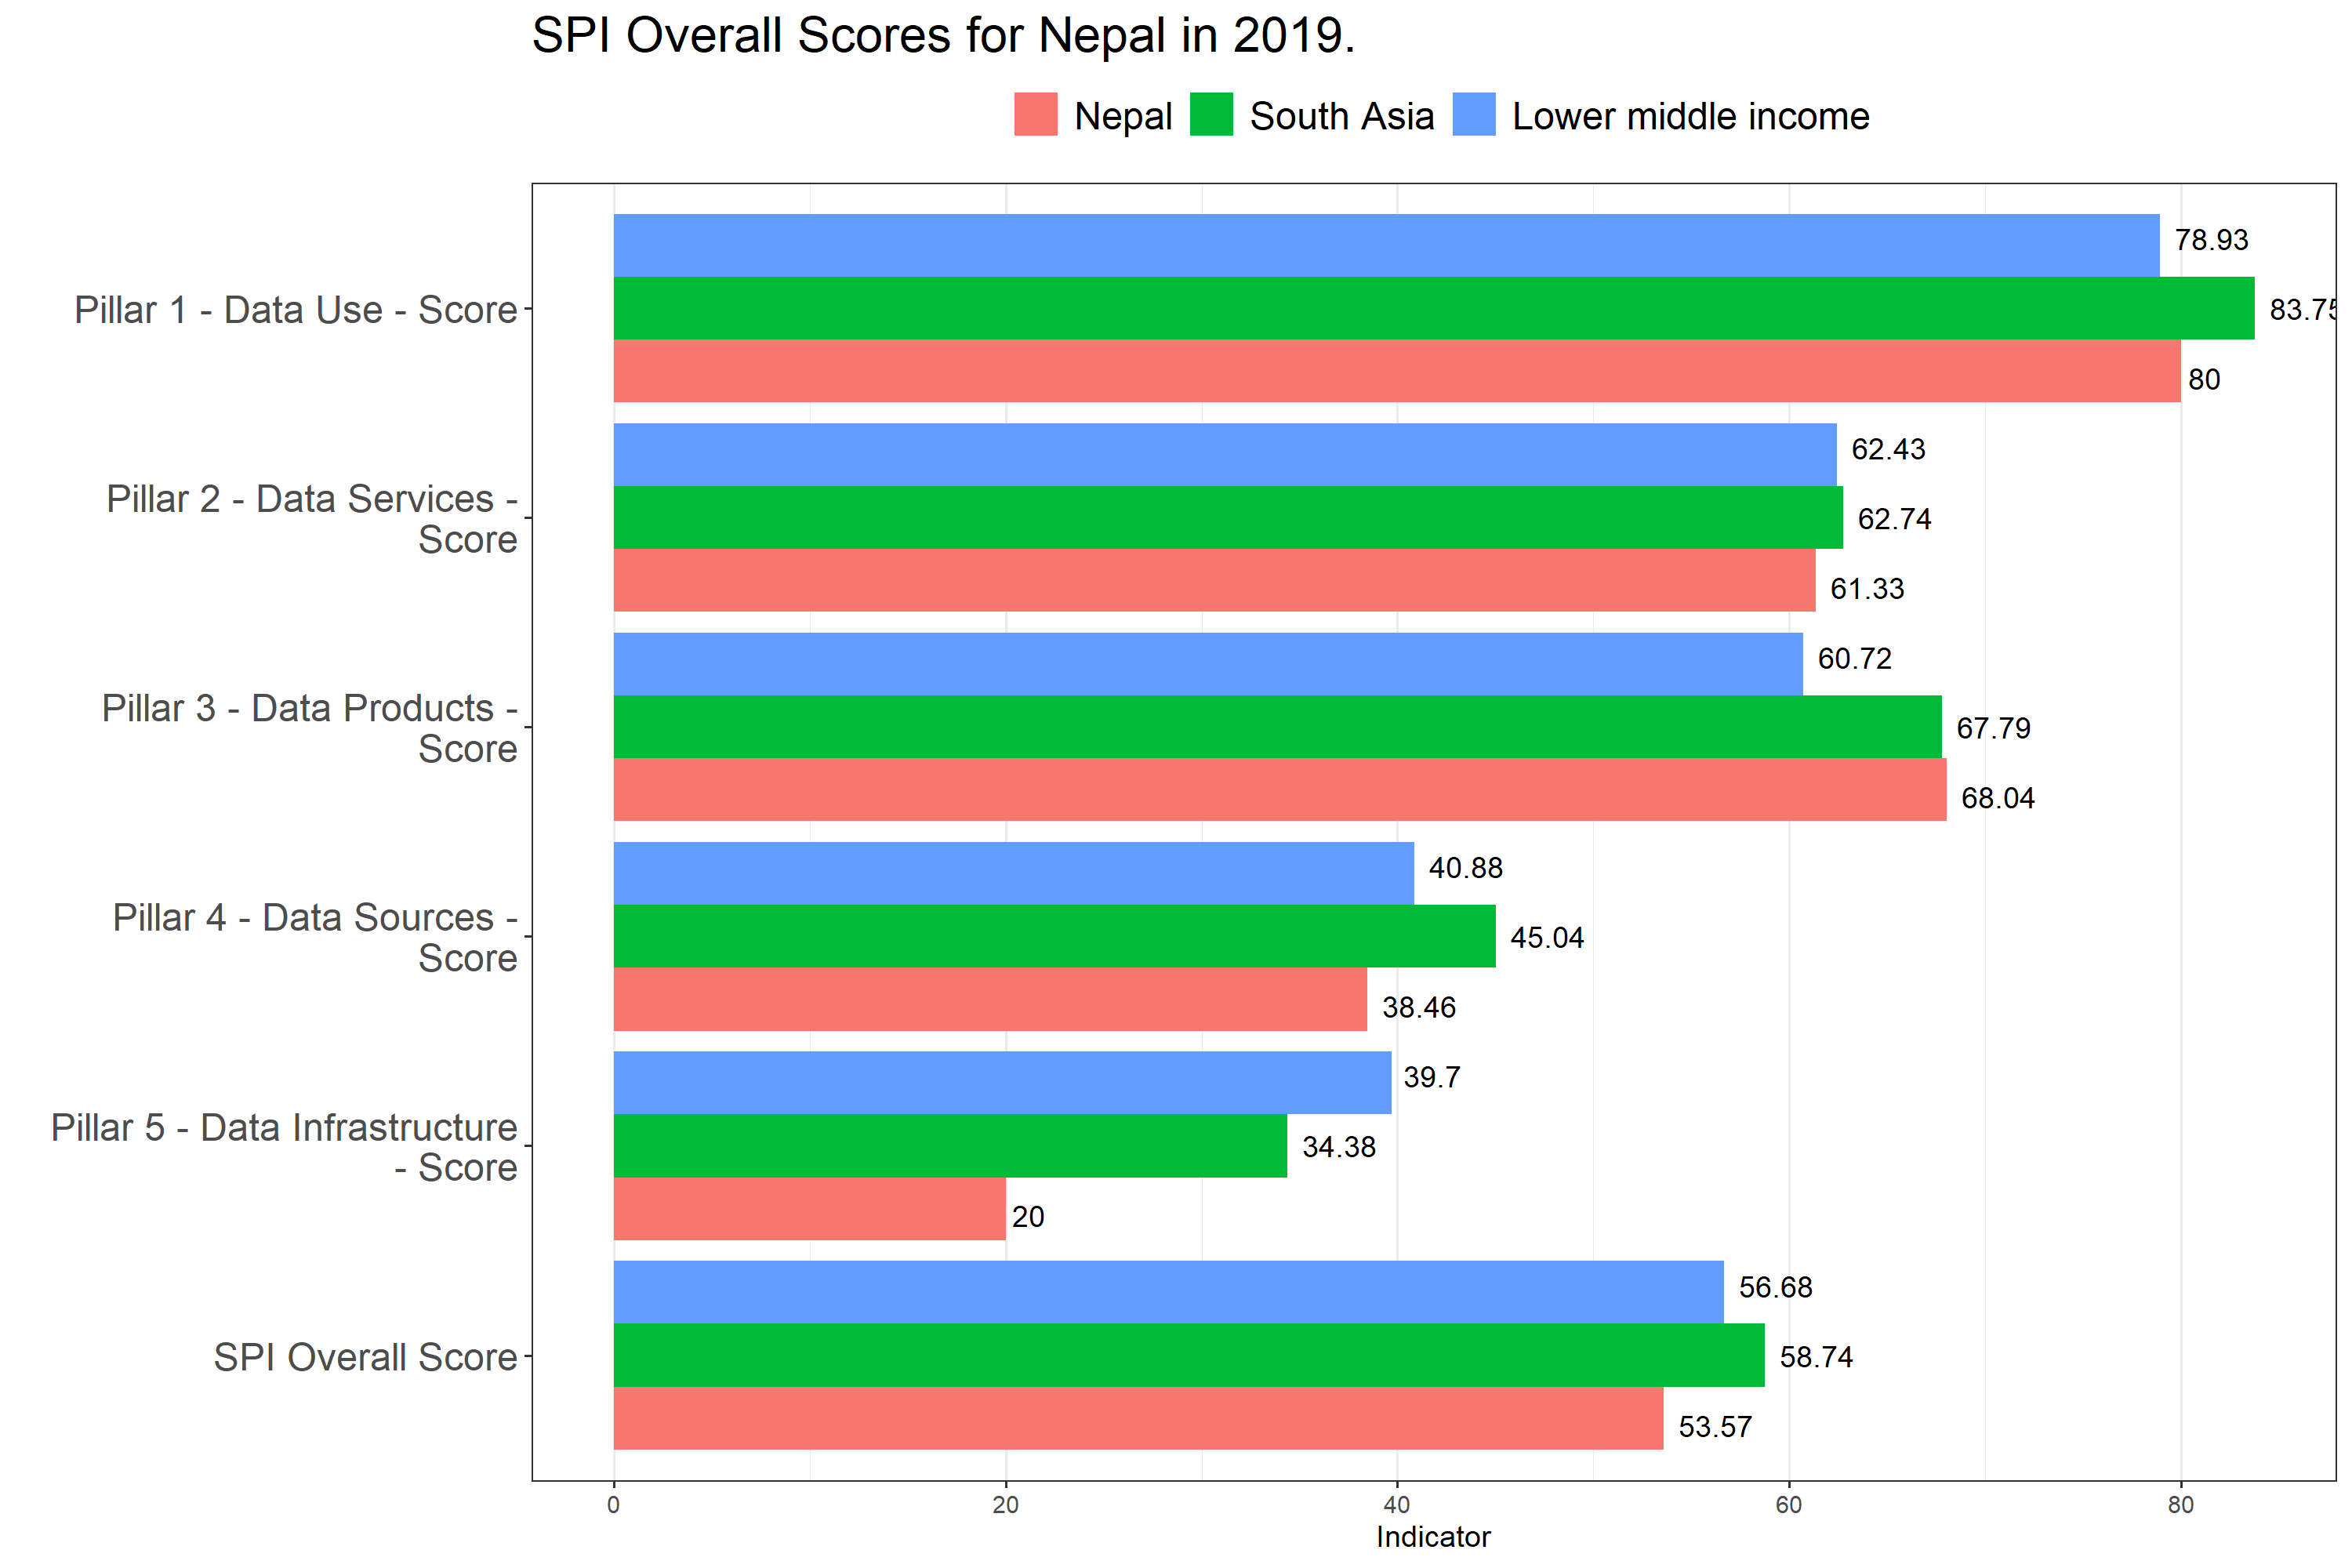 SPI Overall Scores for Nepal in 2019.
Nepal South Asia Lower middle income
Pillar 1 - Data Use - Score
78.93
83.75
80
Pillar 2 - Data Services -
Score
62.43
62.74
61.33
Pillar 3 - Data Products -
Score
60.72
67.79
68.04
Pillar 4 - Data Sources -
Score
40.88
45.04
38.46
Pillar 5 - Data Infrastructure
- Score
39.7
34.38
20
SPI Overall Score
56.68
58.74
53.57
0 20 40 60 80
Indicator